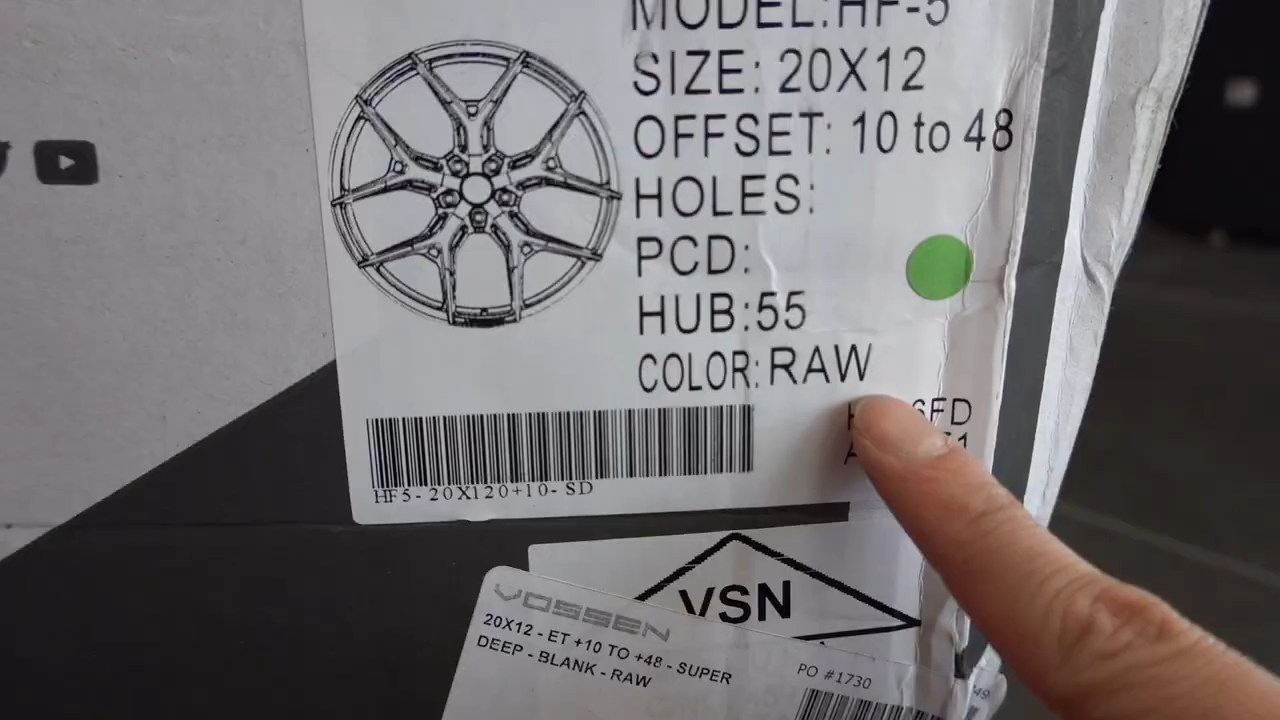 MODEL:HF-5
SIZE: 20X12
OFFSET: 10 to 48
HOLES:
PCD:
HUB:55
COLOR:RAW
HF5-20X120+10-SD
VSN
VOSSEN
20X12 - ET +10 TO +48 - SUPER
DEEP - BLANK - RAW
PO #1730